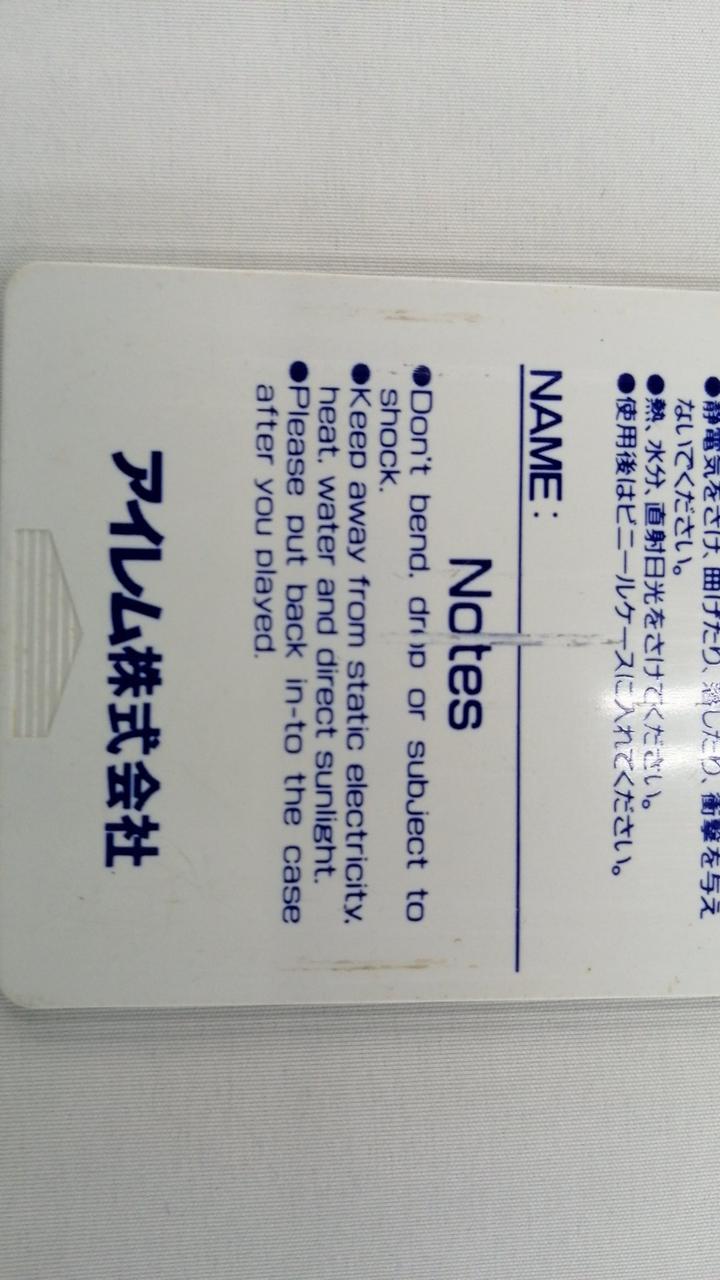 ●静電気をさけ、曲げたり、落したり、衝撃を与え
ないでください。
●熱、水分、直射日光をさけてください。
●使用後はビニールケースに入れてください。
NAME:
Notes
●Don't bend, drop or subject to
shock.
●Keep away from static electricity,
heat, water and direct sunlight.
●Please put back in-to the case
after you played.
アイレム株式会社